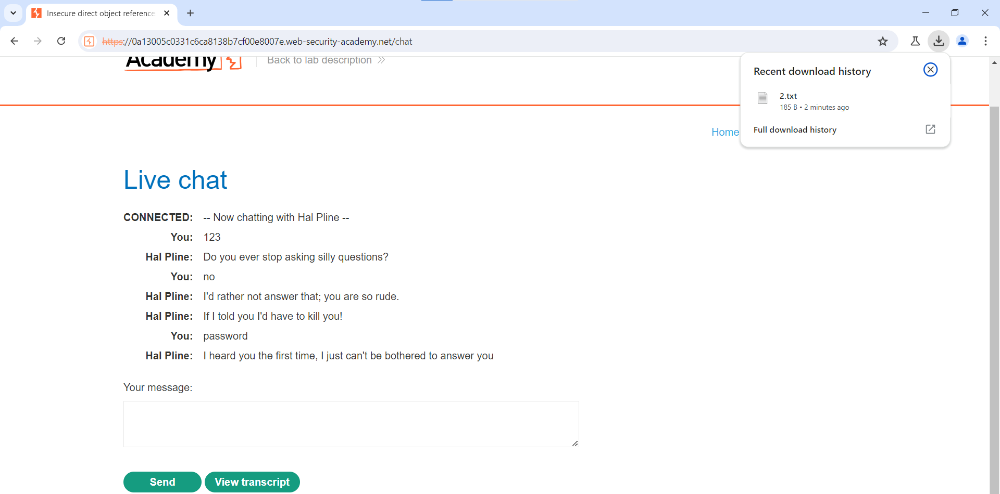 Insecure direct object reference
https://0a13005c0331c6ca8138b7cf00e8007e.web-security-academy.net/chat
Academy
Back to lab description
Recent download history
2.txt
185 B • 2 minutes ago
Full download history
Home
Live chat
CONNECTED: -- Now chatting with Hal Pline --
You: 123
Hal Pline: Do you ever stop asking silly questions?
You: no
Hal Pline: I'd rather not answer that; you are so rude.
Hal Pline: If I told you I'd have to kill you!
You: password
Hal Pline: I heard you the first time, I just can't be bothered to answer you
Your message:
Send
View transcript